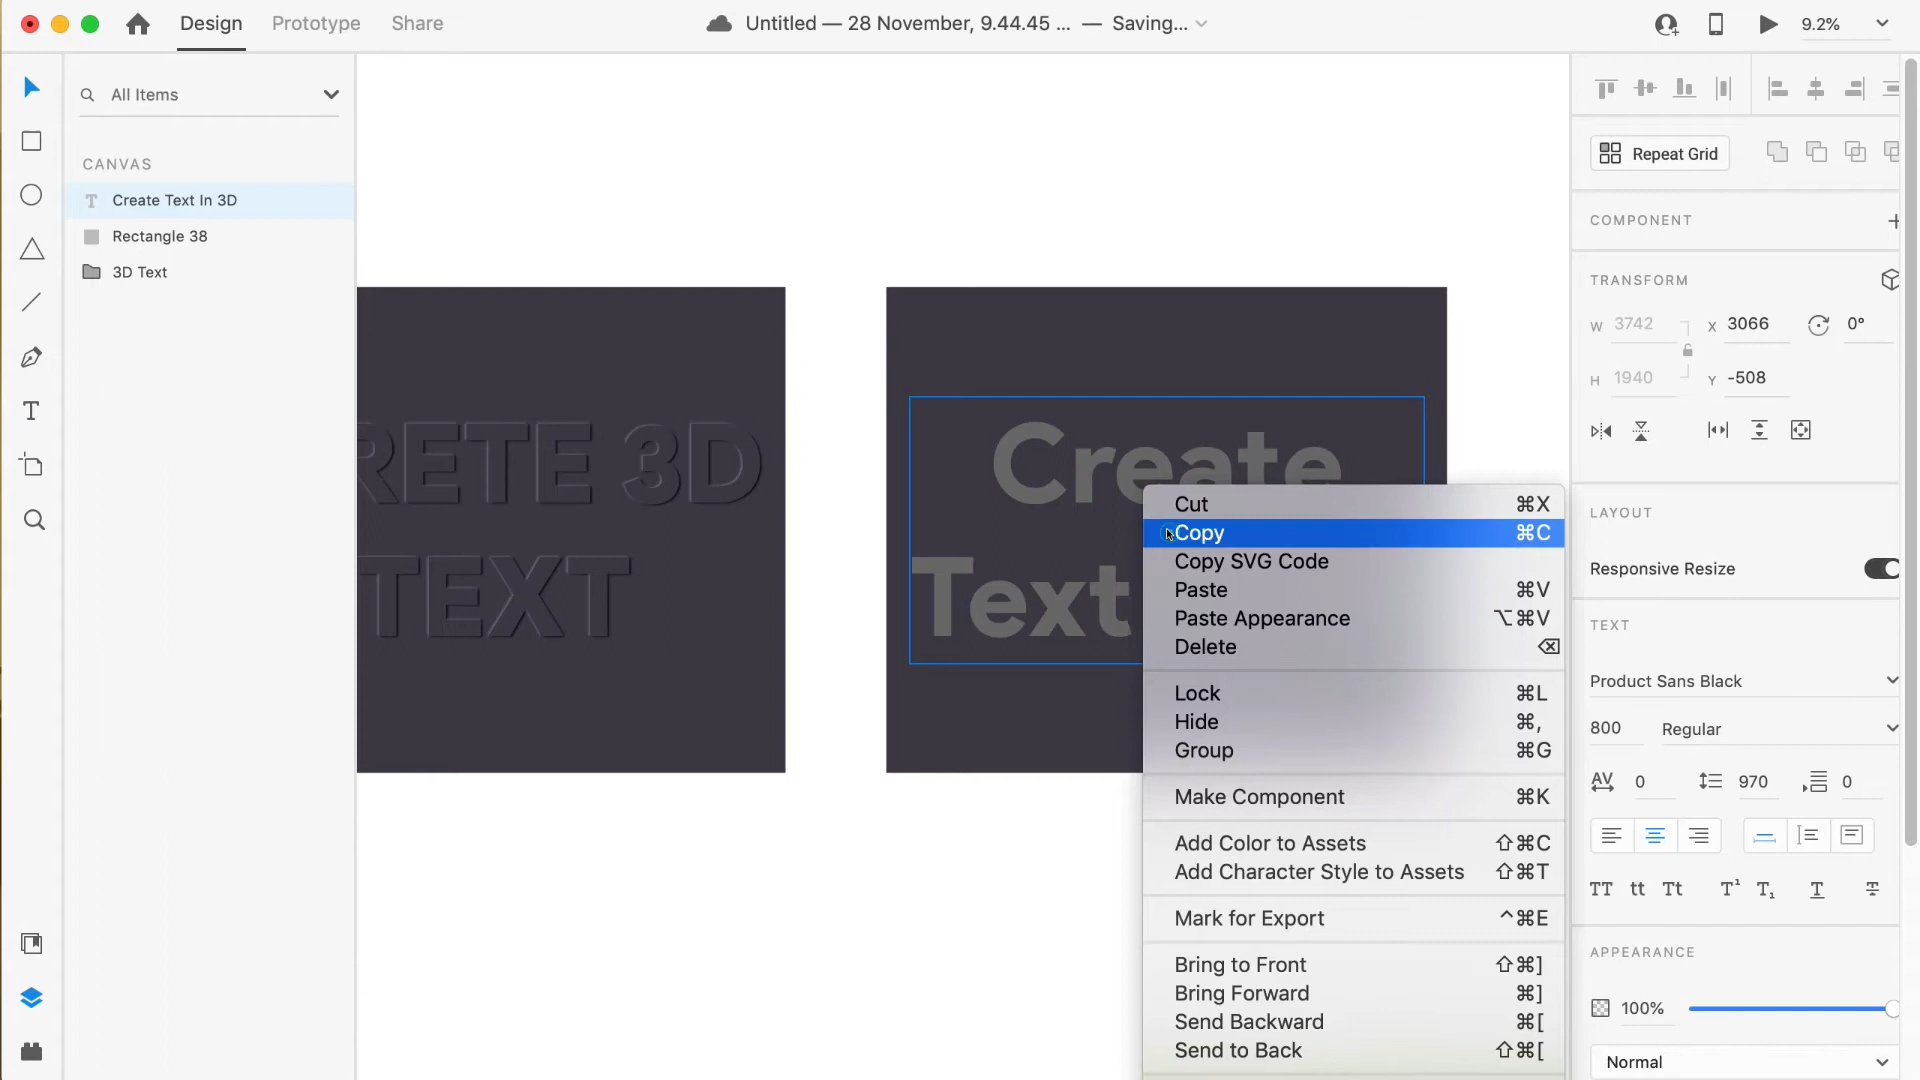 Design Prototype Share
Untitled — 28 November, 9.44.45 ... — Saving...
9.2%
All Items
CANVAS
Create Text In 3D
Rectangle 38
3D Text
RETE 3D
TEXT
Create
Text
Cut ⌘X
Copy ⌘C
Copy SVG Code
Paste ⌘V
Paste Appearance ⌥⌘V
Delete ⌫
Lock ⌘L
Hide ⌘,
Group ⌘G
Make Component ⌘K
Add Color to Assets ⇧⌘C
Add Character Style to Assets ⇧⌘T
Mark for Export ^⌘E
Bring to Front ⇧⌘]
Bring Forward ⌘]
Send Backward ⌘[
Send to Back ⇧⌘[
Repeat Grid
COMPONENT +
TRANSFORM
W 3742 X 3066 0°
H 1940 Y -508
LAYOUT
Responsive Resize
TEXT
Product Sans Black
800 Regular
AV 0 970 0
TT tt Tt T¹ T₁ T T
APPEARANCE
100%
Normal